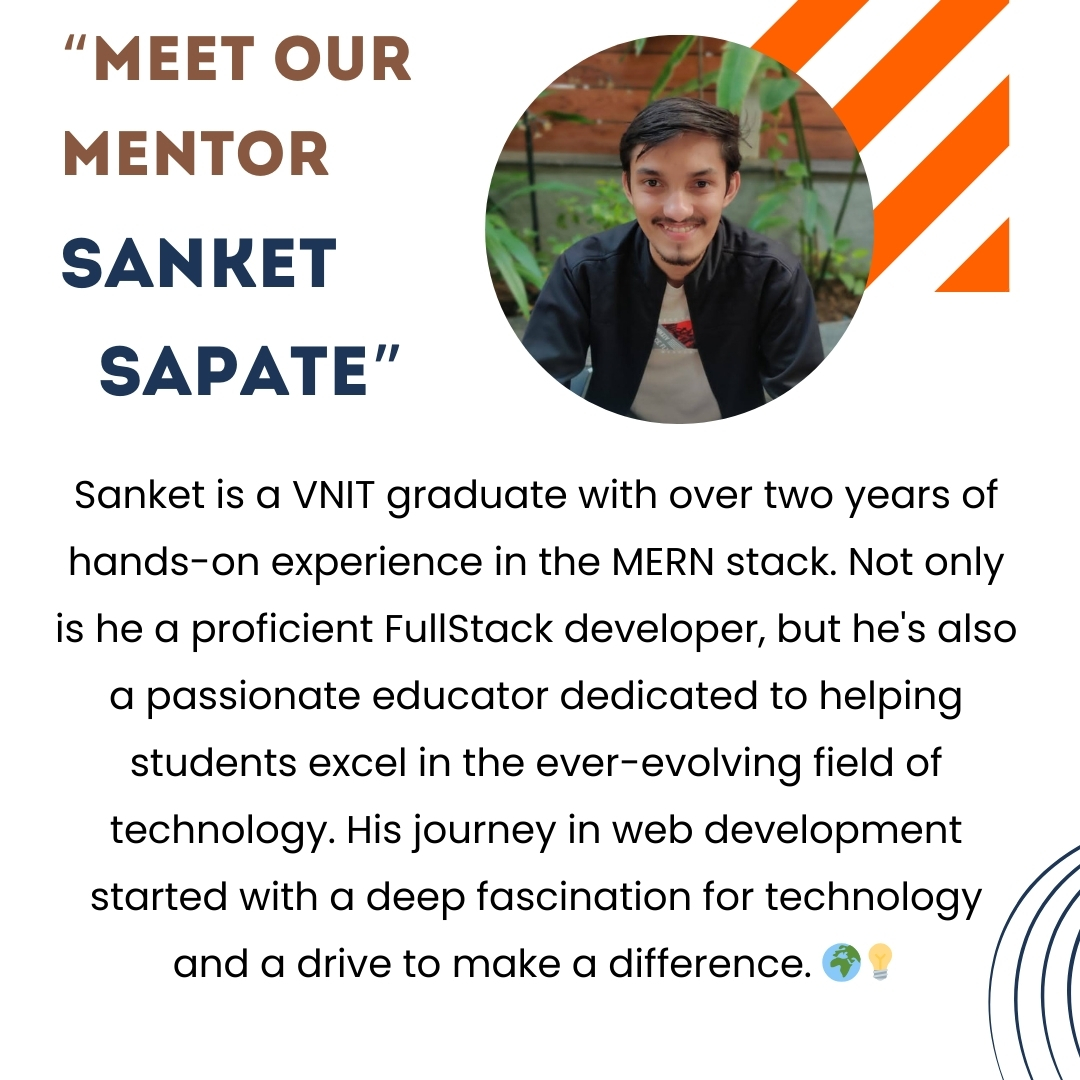 “MEET OUR
MENTOR
SANKET
SAPATE”
Sanket is a VNIT graduate with over two years of
hands-on experience in the MERN stack. Not only
is he a proficient FullStack developer, but he's also
a passionate educator dedicated to helping
students excel in the ever-evolving field of
technology. His journey in web development
started with a deep fascination for technology
and a drive to make a difference. 🌍💡